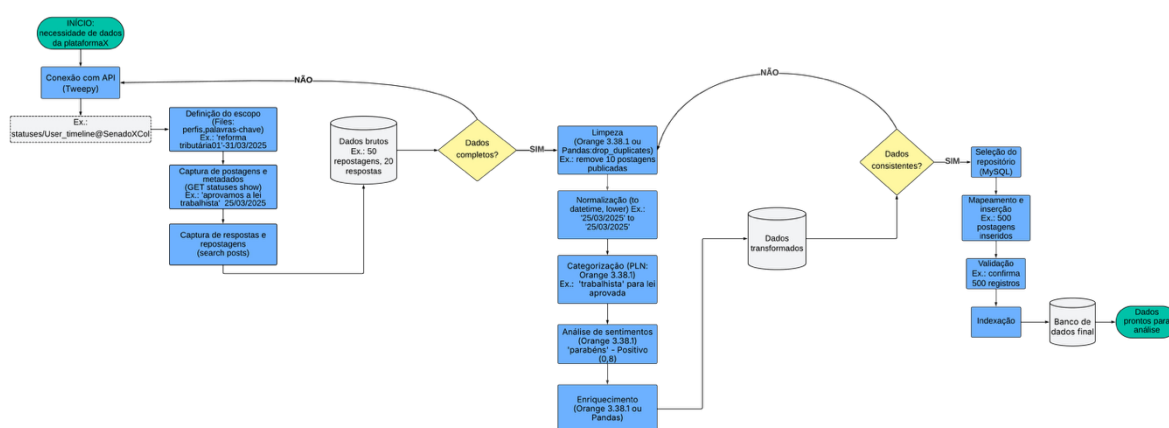 INÍCIO:
necessidade de dados
da plataformaX
Conexão com API
(Tweepy)
Ex.:
statuses/User_timeline@SenadoXCol
Definição do escopo
(Files:
perfis,palavras-chave)
Ex.: 'reforma
tributária01'-31/03/2025
Captura de postagens e
metadados
(GET statuses show)
Ex.: 'aprovamos a lei
trabalhista' 25/03/2025
Captura de respostas e
repostagens
(search posts)
Dados brutos
Ex.: 50
repostagens, 20
respostas
NÃO
Dados
completos?
SIM
Limpeza
(Orange 3.38.1 ou
Pandas:drop_duplicates)
Ex.: remove 10 postagens
publicadas
Normalização (to
datetime, lower) Ex.:
'25/03/2025' to
'25/03/2025'
Categorização (PLN:
Orange 3.38.1)
Ex.: 'trabalhista' para lei
aprovada
Análise de sentimentos
(Orange 3.38.1)
'parabéns' - Positivo
(0,8)
Enriquecimento
(Orange 3.38.1 ou
Pandas)
Dados
transformados
NÃO
Dados
consistentes?
SIM
Seleção do
repositório
(MySQL)
Mapeamento e
inserção
Ex.: 500
postagens
inseridos
Validação
Ex.: confirma
500 registros
Indexação
Banco de
dados final
Dados
prontos para
análise